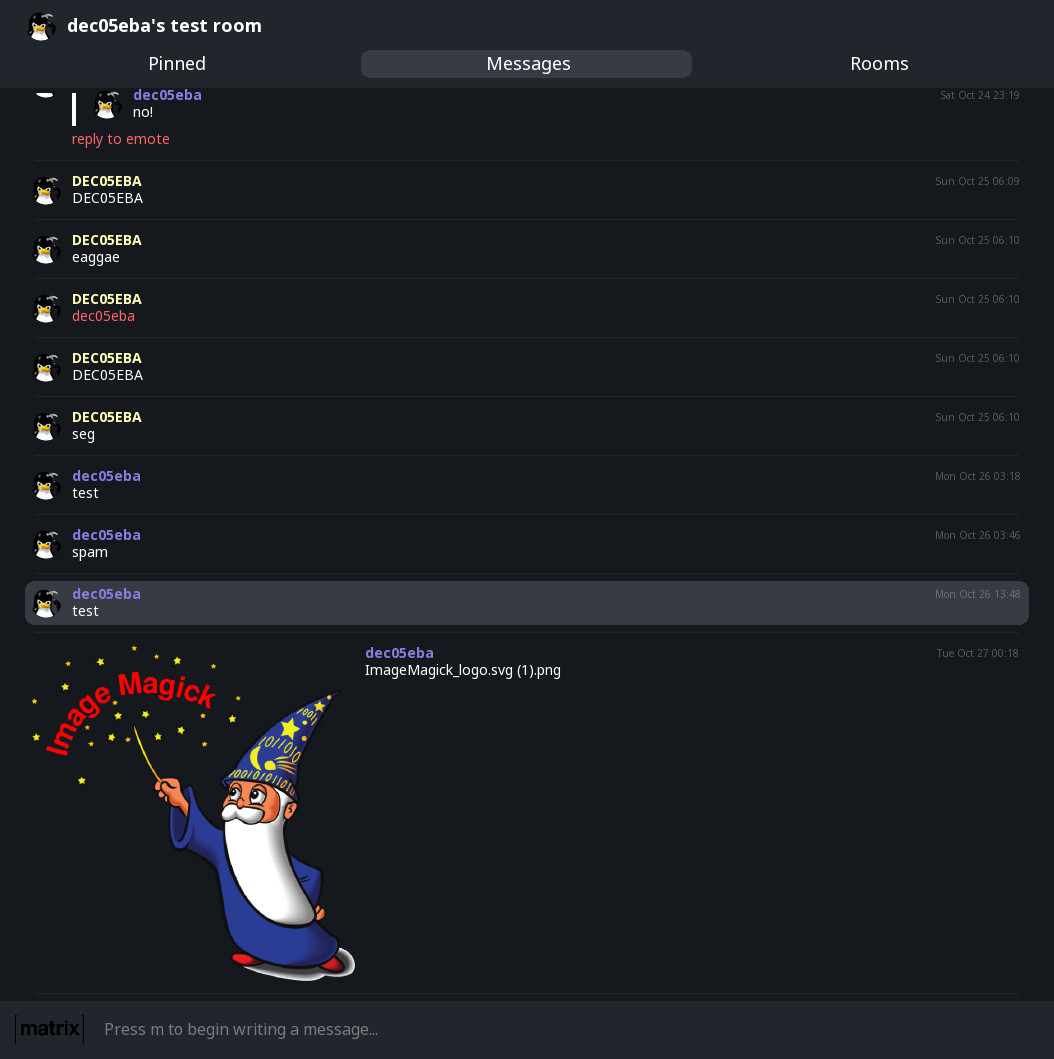 dec05eba's test room
Pinned Messages Rooms
dec05eba Sat Oct 24 23:19
no!
reply to emote
DEC05EBA Sun Oct 25 06:09
DEC05EBA
DEC05EBA Sun Oct 25 06:10
eaggae
DEC05EBA Sun Oct 25 06:10
dec05eba
DEC05EBA Sun Oct 25 06:10
DEC05EBA
DEC05EBA Sun Oct 25 06:10
seg
dec05eba Mon Oct 26 03:18
test
dec05eba Mon Oct 26 03:46
spam
dec05eba Mon Oct 26 13:48
test
dec05eba Tue Oct 27 00:18
ImageMagick_logo.svg (1).png
Image Magick
10011
1011010
100101011010
[matrix] Press m to begin writing a message...